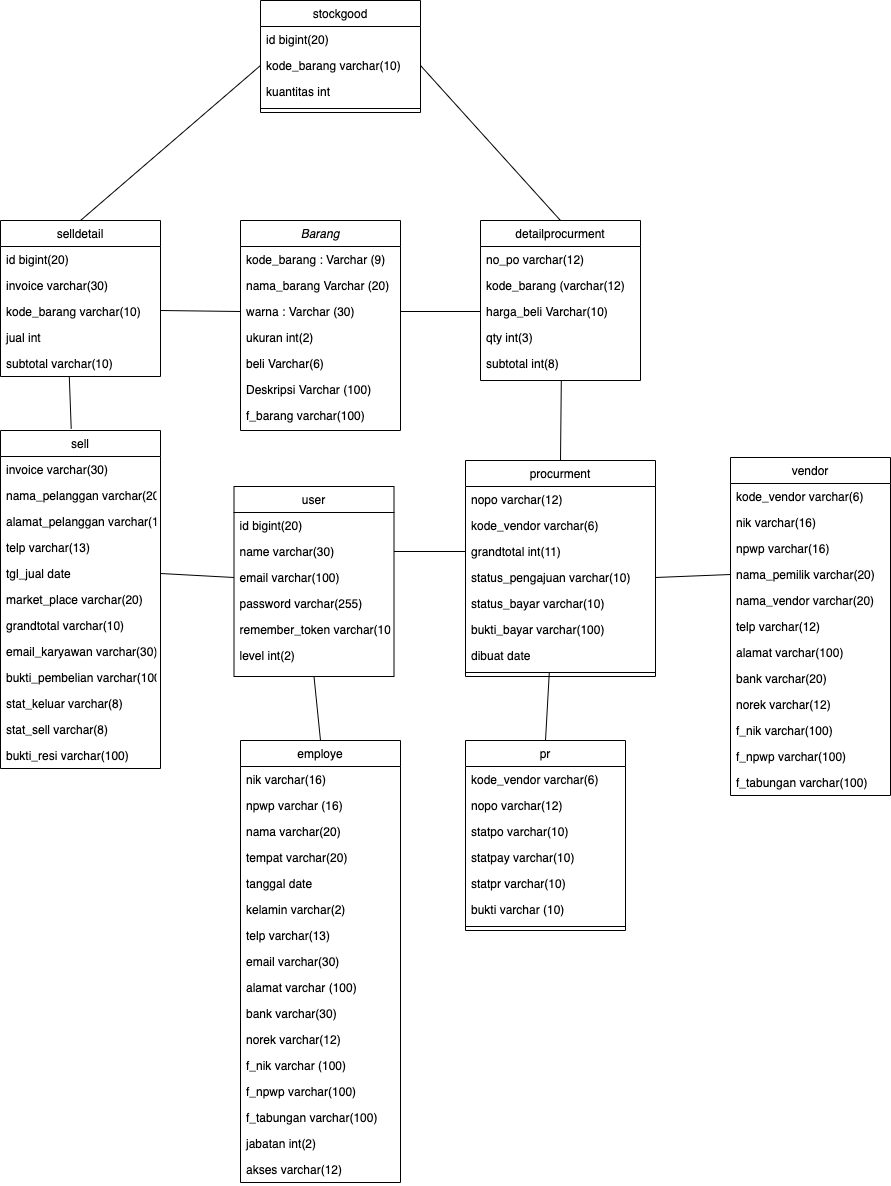 stockgood
id bigint(20)
kode_barang varchar(10)
kuantitas int
selldetail
id bigint(20)
invoice varchar(30)
kode_barang varchar(10)
jual int
subtotal varchar(10)
Barang
kode_barang : Varchar (9)
nama_barang Varchar (20)
warna : Varchar (30)
ukuran int(2)
beli Varchar(6)
Deskripsi Varchar (100)
f_barang varchar(100)
detailprocurment
no_po varchar(12)
kode_barang (varchar(12)
harga_beli Varchar(10)
qty int(3)
subtotal int(8)
sell
invoice varchar(30)
nama_pelanggan varchar(20
alamat_pelanggan varchar(1
telp varchar(13)
tgl_jual date
market_place varchar(20)
grandtotal varchar(10)
email_karyawan varchar(30)
bukti_pembelian varchar(100
stat_keluar varchar(8)
stat_sell varchar(8)
bukti_resi varchar(100)
user
id bigint(20)
name varchar(30)
email varchar(100)
password varchar(255)
remember_token varchar(10
level int(2)
procurment
nopo varchar(12)
kode_vendor varchar(6)
grandtotal int(11)
status_pengajuan varchar(10)
status_bayar varchar(10)
bukti_bayar varchar(100)
dibuat date
vendor
kode_vendor varchar(6)
nik varchar(16)
npwp varchar(16)
nama_pemilik varchar(20)
nama_vendor varchar(20)
telp varchar(12)
alamat varchar(100)
bank varchar(20)
norek varchar(12)
f_nik varchar(100)
f_npwp varchar(100)
f_tabungan varchar(100)
employe
nik varchar(16)
npwp varchar (16)
nama varchar(20)
tempat varchar(20)
tanggal date
kelamin varchar(2)
telp varchar(13)
email varchar(30)
alamat varchar (100)
bank varchar(30)
norek varchar(12)
f_nik varchar (100)
f_npwp varchar(100)
f_tabungan varchar(100)
jabatan int(2)
akses varchar(12)
pr
kode_vendor varchar(6)
nopo varchar(12)
statpo varchar(10)
statpay varchar(10)
statpr varchar(10)
bukti varchar (10)